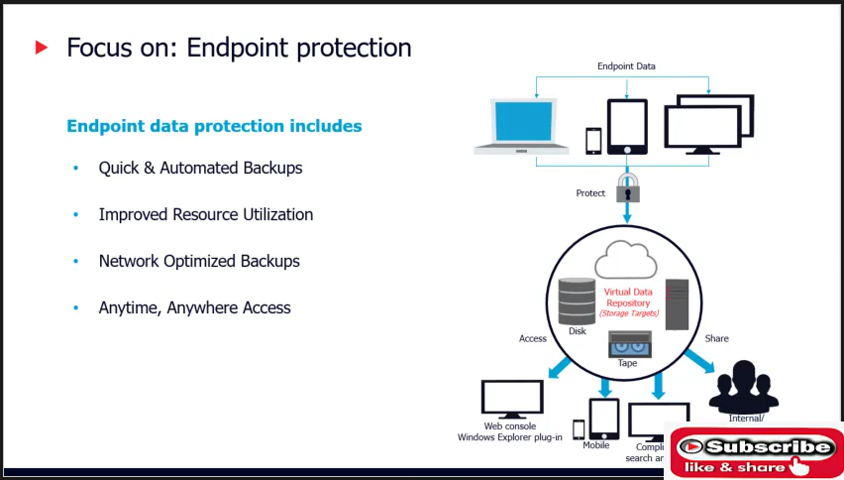 Focus on: Endpoint protection
Endpoint data protection includes
• Quick & Automated Backups
• Improved Resource Utilization
• Network Optimized Backups
• Anytime, Anywhere Access
Endpoint Data
Protect
Virtual Data
Repository
(Storage Targets)
Disk
Tape
Access
Share
Web console
Windows Explorer plug-in
Mobile
search
Internal/
Subscribe
like & share